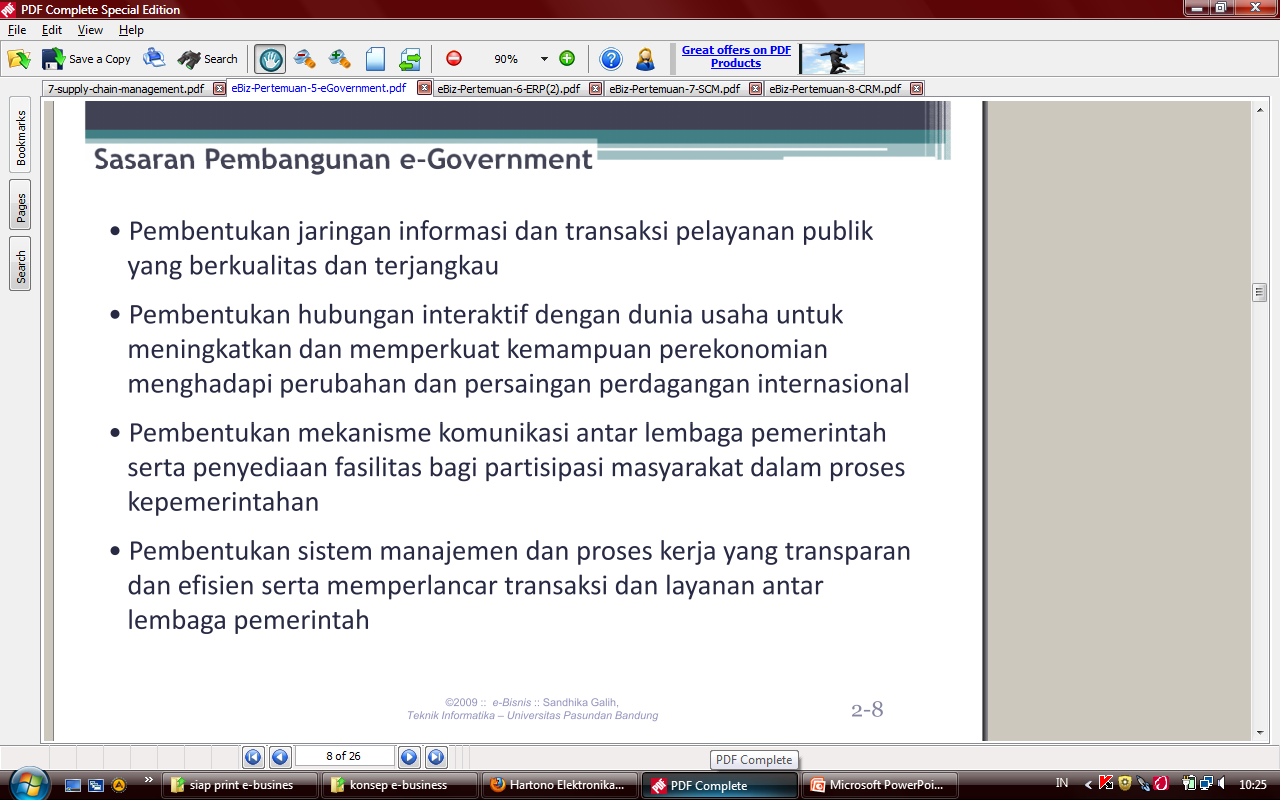 PDF Complete Special Edition
File Edit View Help
Save a Copy Search 90% Great offers on PDF
Products
7-supply-chain-management.pdf eBiz-Pertemuan-5-eGovernment.pdf eBiz-Pertemuan-6-ERP(2).pdf eBiz-Pertemuan-7-SCM.pdf eBiz-Pertemuan-8-CRM.pdf
Bookmarks
Pages
Search
Sasaran Pembangunan e-Government
• Pembentukan jaringan informasi dan transaksi pelayanan publik
yang berkualitas dan terjangkau
• Pembentukan hubungan interaktif dengan dunia usaha untuk
meningkatkan dan memperkuat kemampuan perekonomian
menghadapi perubahan dan persaingan perdagangan internasional
• Pembentukan mekanisme komunikasi antar lembaga pemerintah
serta penyediaan fasilitas bagi partisipasi masyarakat dalam proses
kepemerintahan
• Pembentukan sistem manajemen dan proses kerja yang transparan
dan efisien serta memperlancar transaksi dan layanan antar
lembaga pemerintah
©2009 :: e-Bisnis :: Sandhika Galih,
Teknik Informatika – Universitas Pasundan Bandung
2-8
8 of 26
PDF Complete
siap print e-busines konsep e-business Hartono Elektronika... PDF Complete Microsoft PowerPoi... IN 10:25